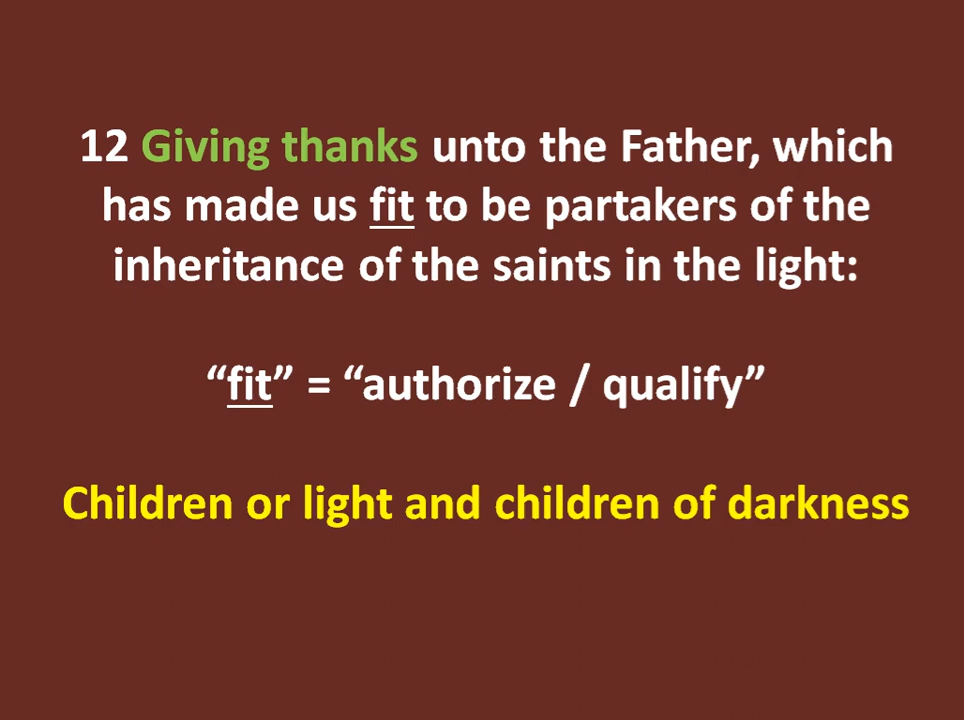 12 Giving thanks unto the Father, which
has made us fit to be partakers of the
inheritance of the saints in the light:
“fit” = “authorize / qualify”
Children or light and children of darkness